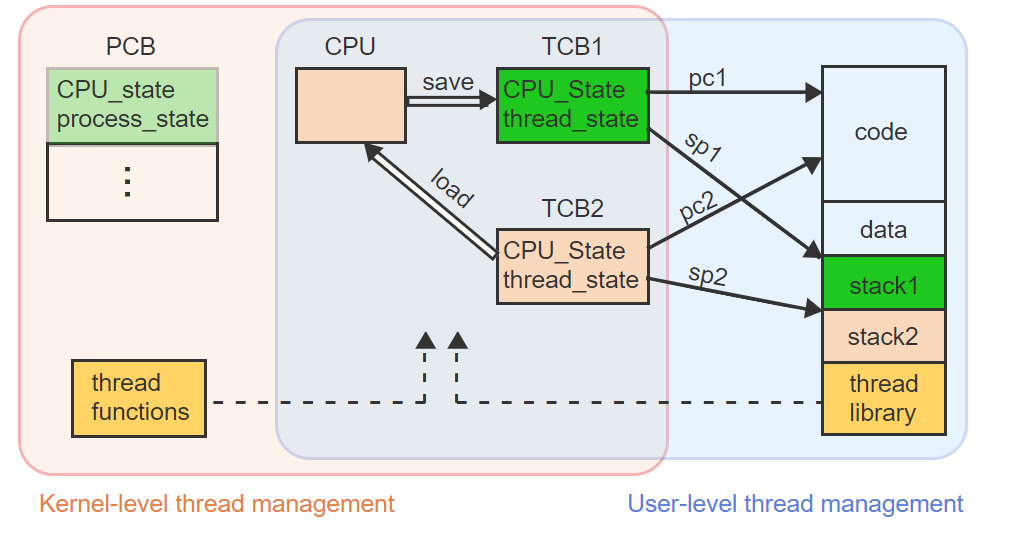 PCB
CPU
TCB1
CPU_state
process_state
⋮
save
CPU_State
thread_state
pc1
code
sp1
load
pc2
TCB2
CPU_State
thread_state
data
sp2
stack1
stack2
thread
functions
thread
library
Kernel-level thread management
User-level thread management